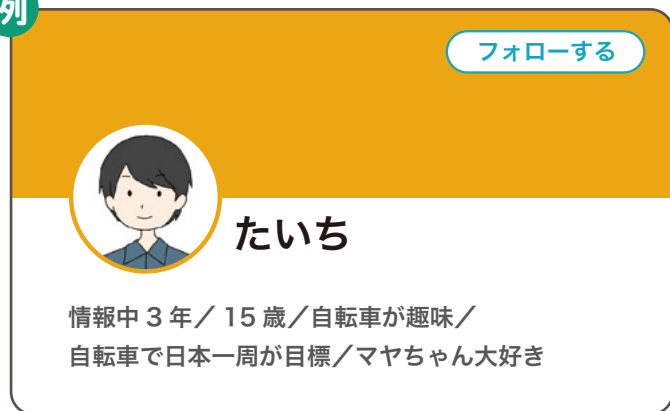 例
フォローする
たいち
情報中 3 年／ 15 歳／自転車が趣味／
自転車で日本一周が目標／マヤちゃん大好き